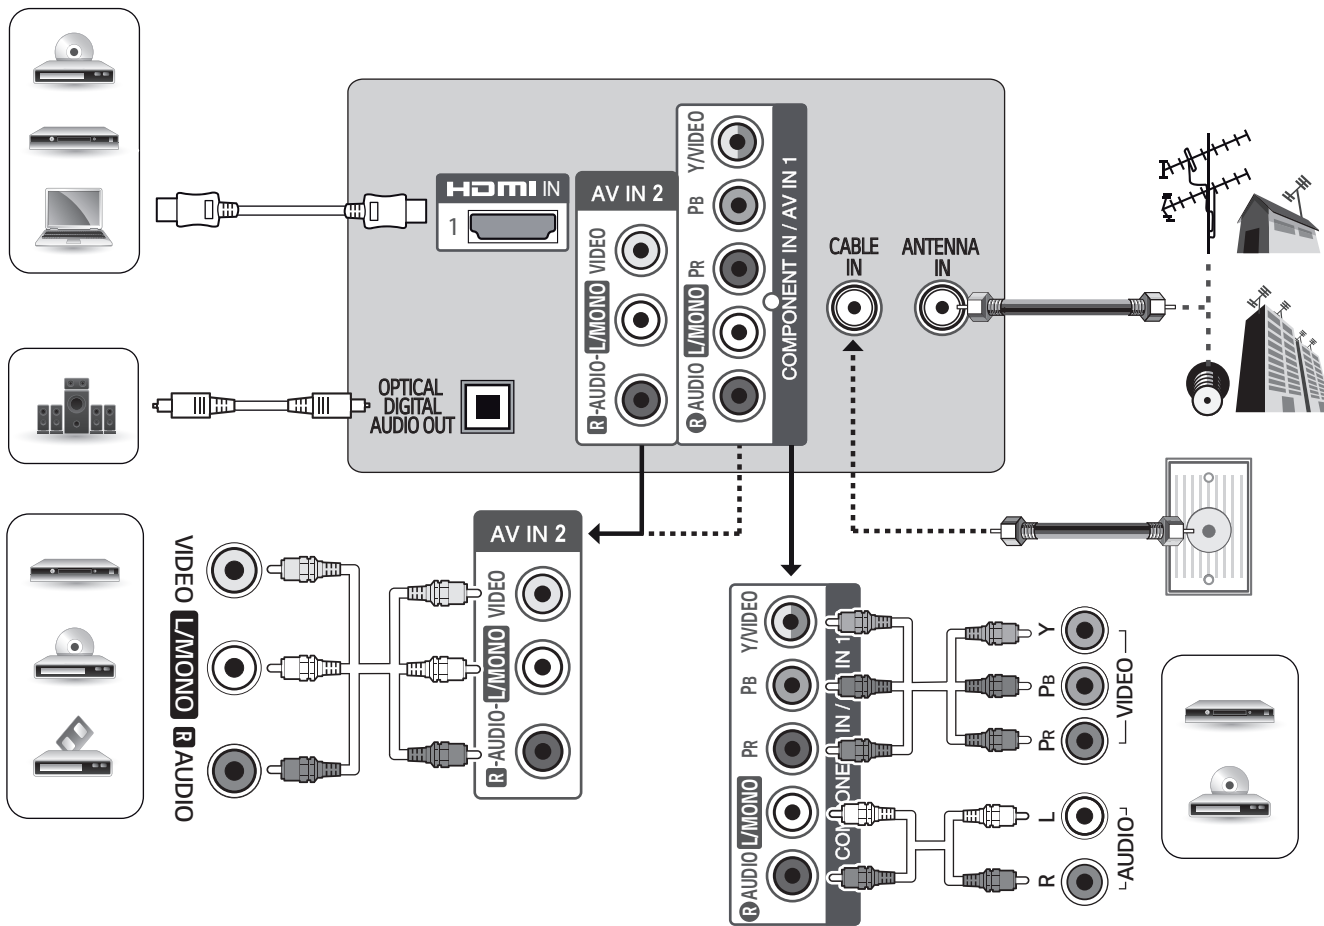 HDMI IN
1
AV IN 2
VIDEO
L/MONO
R-AUDIO-
Y/VIDEO
PB
PR
L/MONO
R AUDIO
COMPONENT IN / AV IN 1
CABLE
IN
ANTENNA
IN
OPTICAL
DIGITAL
AUDIO OUT
VIDEO
L/MONO
R AUDIO
AV IN 2
VIDEO
L/MONO
R-AUDIO-
Y/VIDEO
PB
PR
L/MONO
R AUDIO
COMPONENT IN / IN 1
Y
PB
PR
VIDEO
L
R
AUDIO